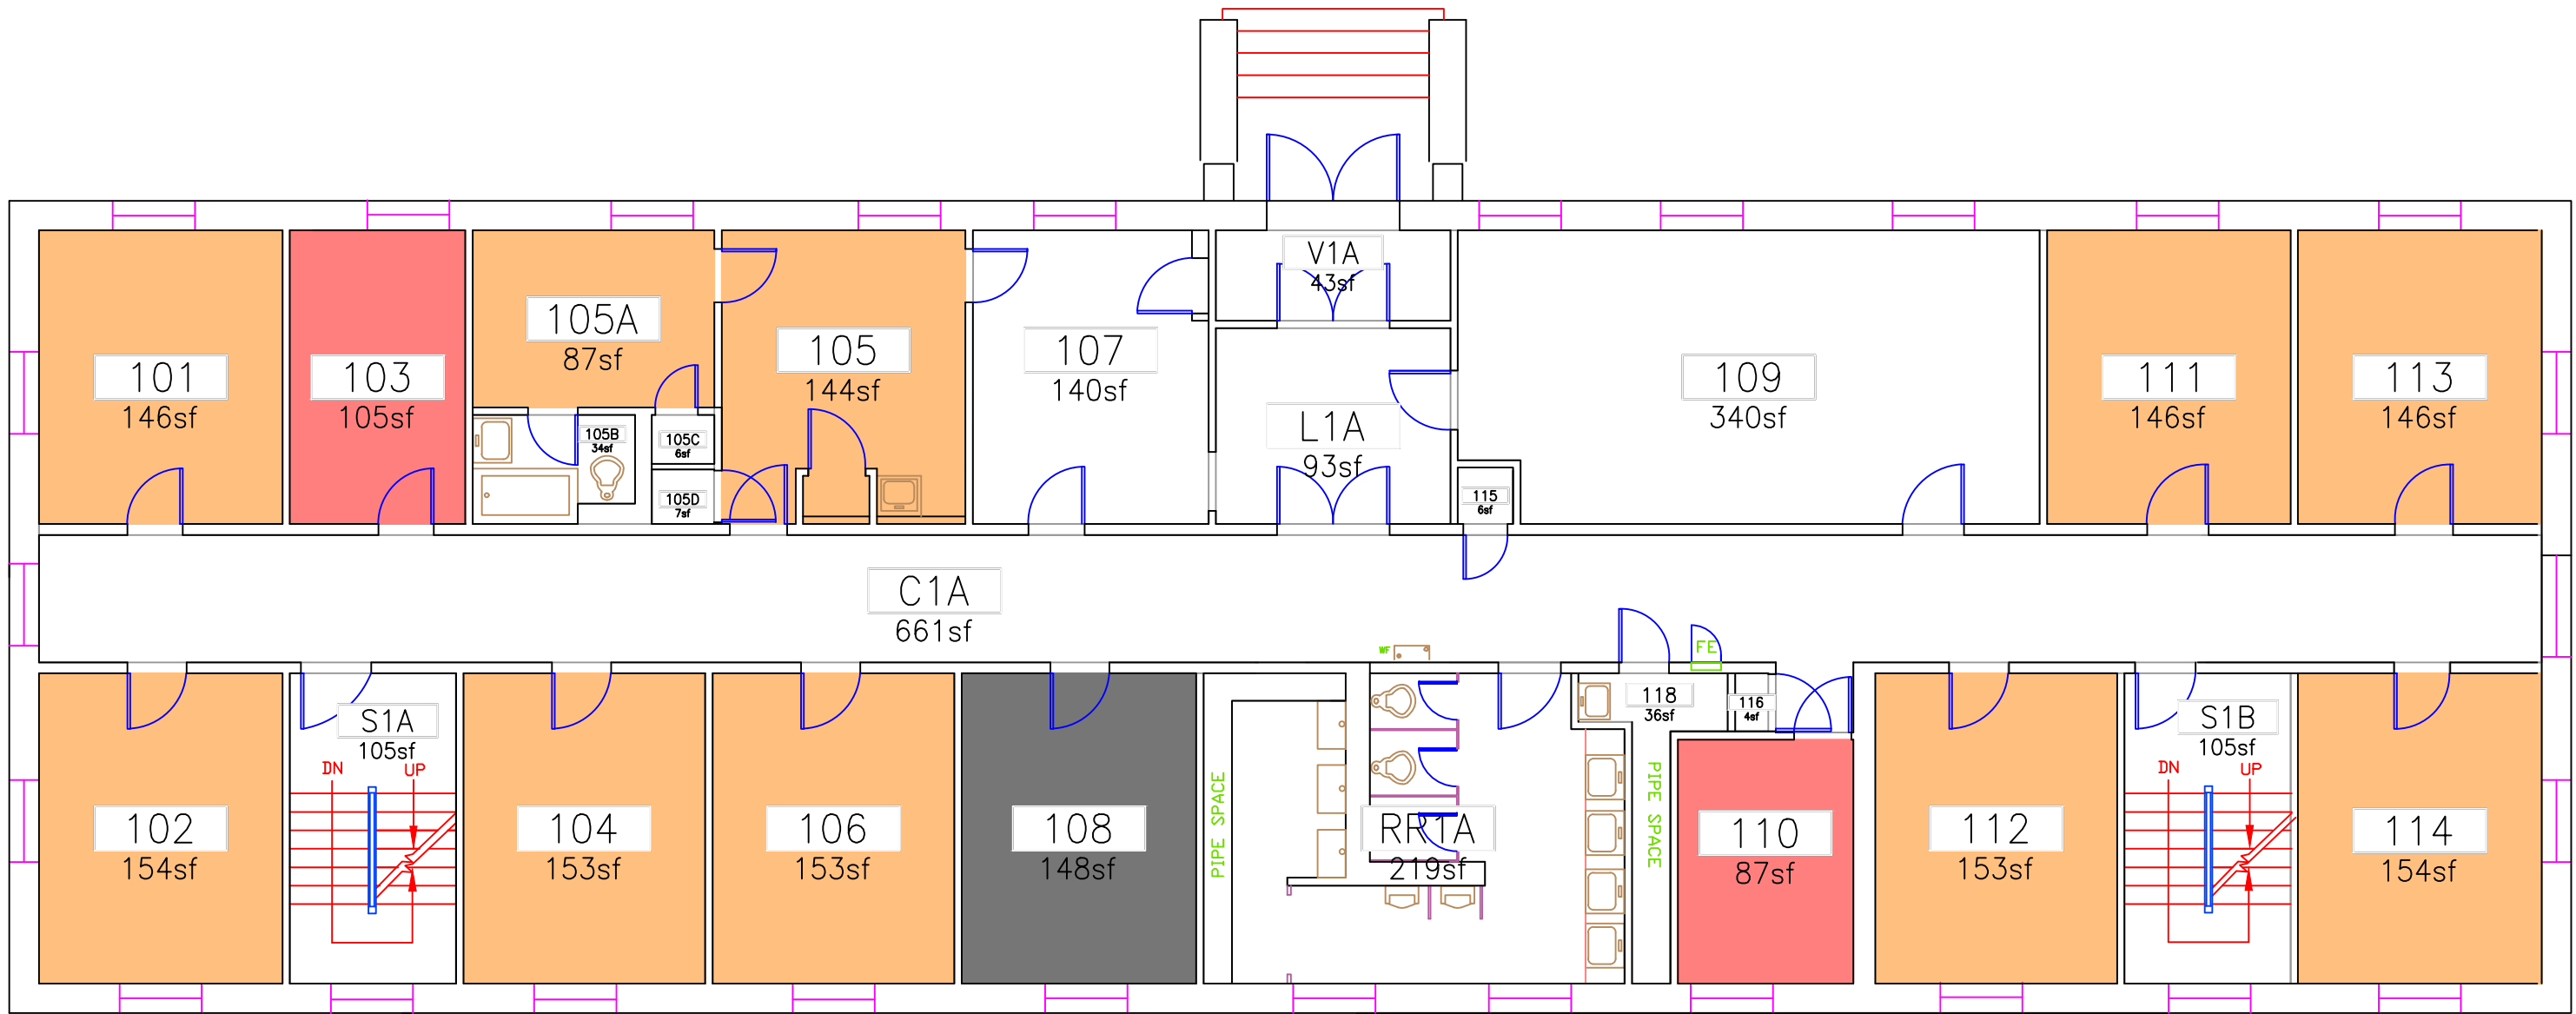 V1A
43sf
101
146sf
103
105sf
105A
87sf
105
144sf
107
140sf
L1A
93sf
109
340sf
111
146sf
113
146sf
105B
34sf
105C
6sf
105D
7sf
115
6sf
C1A
661sf
WF
FE
S1A
105sf
DN
UP
118
36sf
116
4sf
S1B
105sf
DN
UP
102
154sf
104
153sf
106
153sf
108
148sf
PIPE SPACE
RR1A
219sf
PIPE SPACE
110
87sf
112
153sf
114
154sf